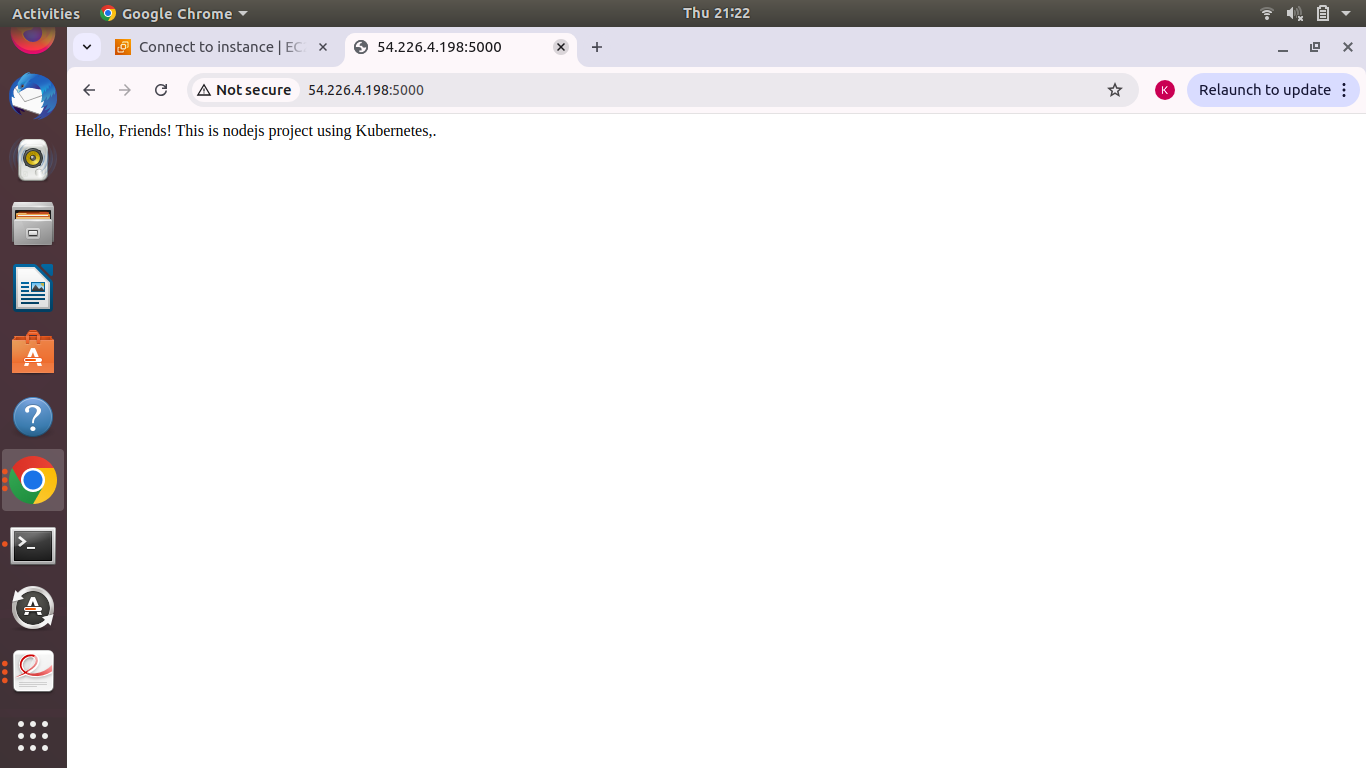 Activities
Google Chrome
Thu 21:22
Connect to instance | EC
54.226.4.198:5000
Not secure
54.226.4.198:5000
K
Relaunch to update
Hello, Friends! This is nodejs project using Kubernetes,.